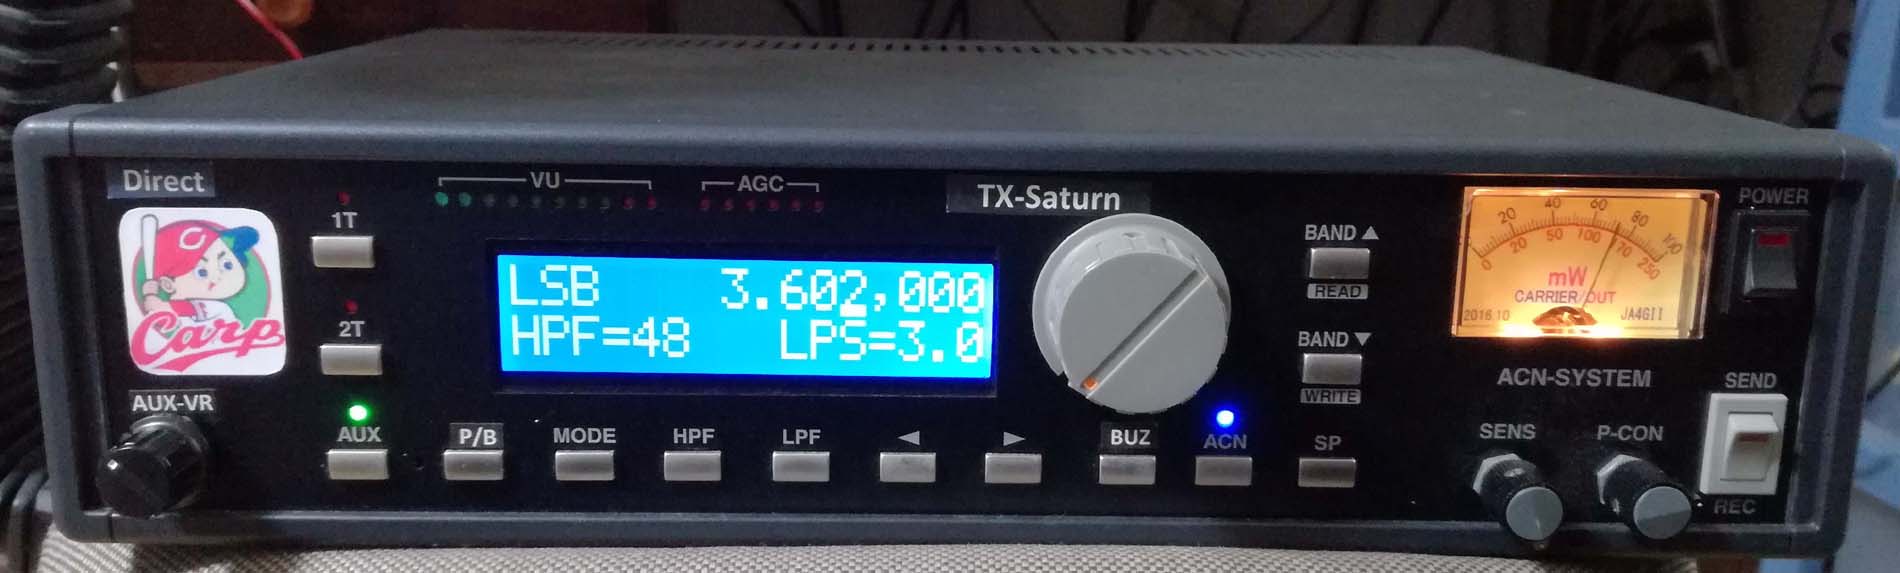 Direct
C
Carp
AUX-VR
1T
2T
AUX
VU
AGC
TX-Saturn
LSB 3.602,000
HPF=48 LPS=3.0
P/B
MODE
HPF
LPF
◀
▶
BUZ
ACN
SP
BAND ▲
READ
BAND ▼
WRITE
0 20 40 60 80 100
20 50 100 170 250
mW
CARRIER/OUT
2016.10 JA4GII
ACN-SYSTEM
SENS
P-CON
POWER
SEND
REC